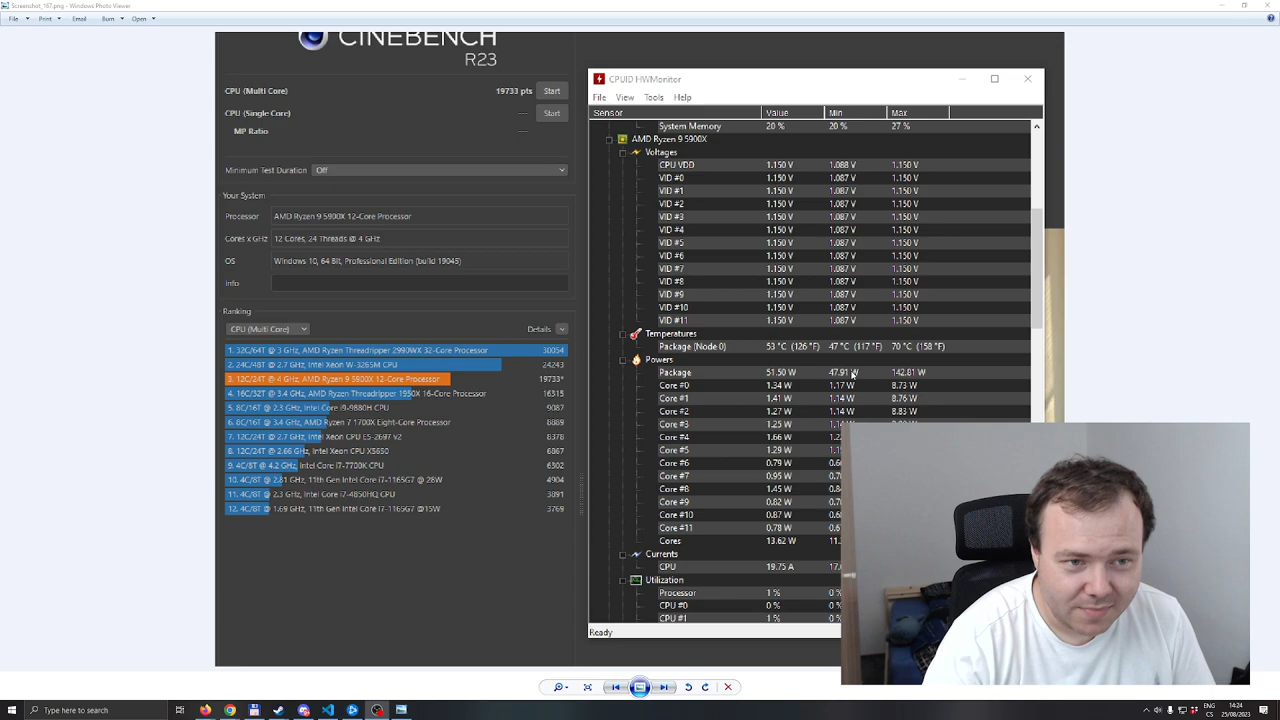 Screenshot_167.png - Windows Photo Viewer
File Print Email Burn Open
CINEBENCH
R23
CPU (Multi Core) 19733 pts Start
CPU (Single Core) Start
MP Ratio
Minimum Test Duration Off
Your System
Processor AMD Ryzen 9 5900X 12-Core Processor
Cores x GHz 12 Cores, 24 Threads @ 4 GHz
OS Windows 10, 64 Bit, Professional Edition (build 19045)
Info
Ranking
CPU (Multi Core) Details
1. 32C/64T @ 3 GHz, AMD Ryzen Threadripper 2990WX 32-Core Processor 30054
2. 24C/48T @ 2.7 GHz, Intel Xeon W-3265M CPU 24243
3. 12C/24T @ 4 GHz, AMD Ryzen 9 5900X 12-Core Processor 19733*
4. 16C/32T @ 3.4 GHz, AMD Ryzen Threadripper 1950X 16-Core Processor 16315
5. 8C/16T @ 2.3 GHz, Intel Core i9-9880H CPU 9087
6. 8C/16T @ 3.4 GHz, AMD Ryzen 7 1700X Eight-Core Processor 8889
7. 12C/24T @ 2.7 GHz, Intel Xeon CPU E5-2697 v2 8378
8. 12C/24T @ 2.66 GHz, Intel Xeon CPU X5650 6867
9. 4C/8T @ 4.2 GHz, Intel Core i7-7700K CPU 6302
10. 4C/8T @ 2.81 GHz, 11th Gen Intel Core i7-1165G7 @ 28W 4904
11. 4C/8T @ 2.3 GHz, Intel Core i7-4850HQ CPU 3891
12. 4C/8T @ 1.69 GHz, 11th Gen Intel Core i7-1165G7 @15W 3769
CPUID HWMonitor
File View Tools Help
Sensor Value Min Max
System Memory 20 % 20 % 27 %
AMD Ryzen 9 5900X
Voltages
CPU VDD 1.150 V 1.088 V 1.150 V
VID #0 1.150 V 1.087 V 1.150 V
VID #1 1.150 V 1.087 V 1.150 V
VID #2 1.150 V 1.087 V 1.150 V
VID #3 1.150 V 1.087 V 1.150 V
VID #4 1.150 V 1.087 V 1.150 V
VID #5 1.150 V 1.087 V 1.150 V
VID #6 1.150 V 1.087 V 1.150 V
VID #7 1.150 V 1.087 V 1.150 V
VID #8 1.150 V 1.087 V 1.150 V
VID #9 1.150 V 1.087 V 1.150 V
VID #10 1.150 V 1.087 V 1.150 V
VID #11 1.150 V 1.087 V 1.150 V
Temperatures
Package (Node 0) 53 °C (126 °F) 47 °C (117 °F) 70 °C (158 °F)
Powers
Package 51.50 W 47.91 W 142.81 W
Core #0 1.34 W 1.17 W 8.73 W
Core #1 1.41 W 1.14 W 8.76 W
Core #2 1.27 W 1.14 W 8.83 W
Core #3 1.25 W
Core #4 1.66 W
Core #5 1.29 W
Core #6 0.79 W
Core #7 0.95 W
Core #8 1.45 W
Core #9 0.82 W
Core #10 0.87 W
Core #11 0.78 W
Cores 13.62 W
Currents
CPU 19.75 A
Utilization
Processor 1 %
CPU #0 0 %
CPU #1 1 %
Ready
Type here to search
ENG 14:24
CS 25/08/2023